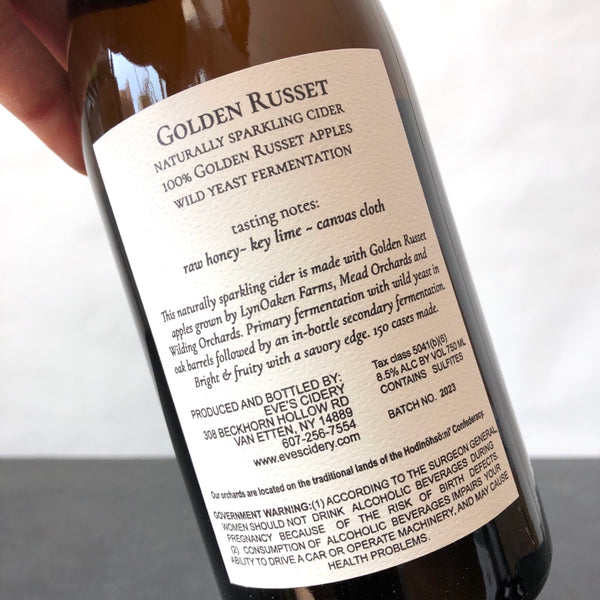 GOLDEN RUSSET
NATURALLY SPARKLING CIDER
100% GOLDEN RUSSET APPLES
WILD YEAST FERMENTATION
tasting notes:
raw honey~ key lime ~ canvas cloth
This naturally sparkling cider is made with Golden Russet
apples grown by LynOaken Farms, Mead Orchards and
Wilding Orchards. Primary fermentation with wild yeast in
oak barrels followed by an in-bottle secondary fermentation.
Bright & fruity with a savory edge. 150 cases made.
PRODUCED AND BOTTLED BY:
EVE'S CIDERY
308 BECKHORN HOLLOW RD
VAN ETTEN, NY 14889
607-256-7554
www.evescidery.com
Tax class 5041(b)(6)
8.5% ALC BY VOL 750 ML
CONTAINS SULFITES
BATCH NO. 2023
Our orchards are located on the traditional lands of the Hodinöhsö:ni' Confederacy.
GOVERNMENT WARNING:(1) ACCORDING TO THE SURGEON GENERAL,
WOMEN SHOULD NOT DRINK ALCOHOLIC BEVERAGES DURING
PREGNANCY BECAUSE OF THE RISK OF BIRTH DEFECTS.
(2) CONSUMPTION OF ALCOHOLIC BEVERAGES IMPAIRS YOUR
ABILITY TO DRIVE A CAR OR OPERATE MACHINERY, AND MAY CAUSE
HEALTH PROBLEMS.